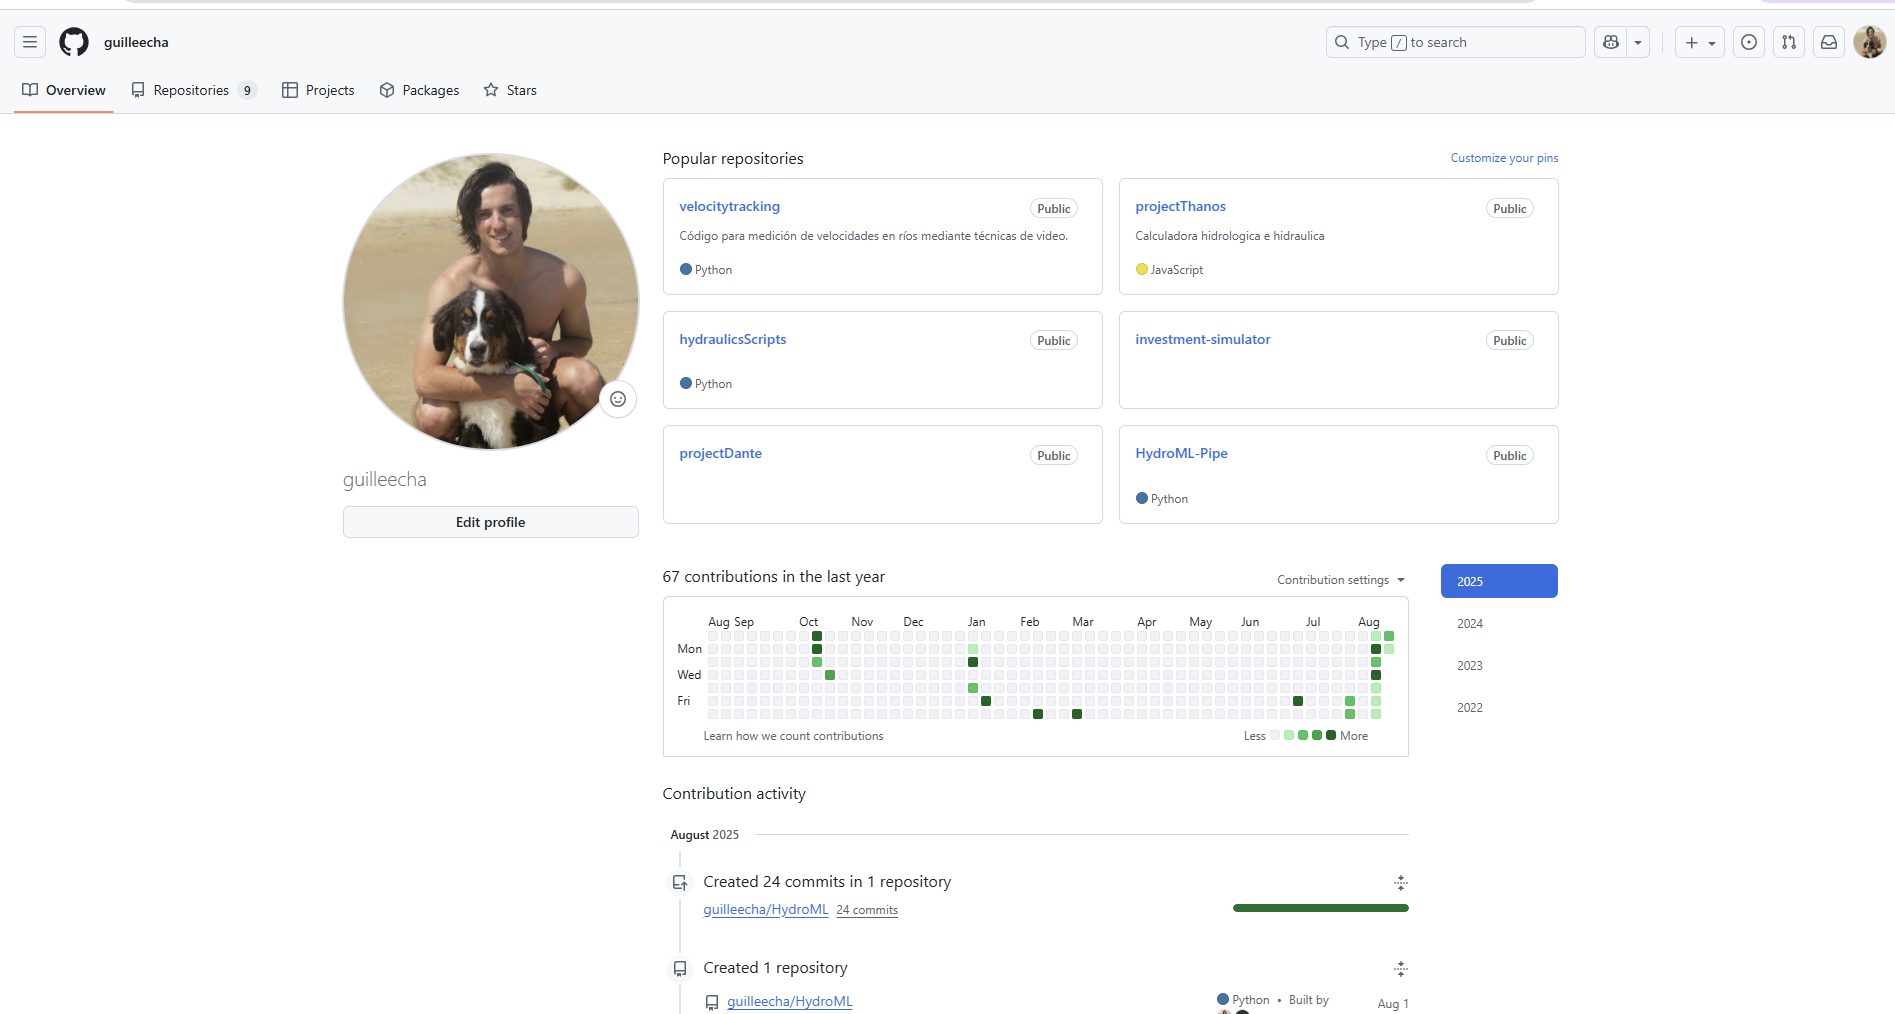 guilleecha
Type / to search
Overview
Repositories 9
Projects
Packages
Stars
guilleecha
Edit profile
Popular repositories
Customize your pins
velocitytracking
Public
Código para medición de velocidades en ríos mediante técnicas de video.
Python
projectThanos
Public
Calculadora hidrologica e hidraulica
JavaScript
hydraulicsScripts
Public
Python
investment-simulator
Public
projectDante
Public
HydroML-Pipe
Public
Python
67 contributions in the last year
Contribution settings
2025
2024
2023
2022
Aug Sep Oct Nov Dec Jan Feb Mar Apr May Jun Jul Aug
Mon
Wed
Fri
Learn how we count contributions
Less
More
Contribution activity
August 2025
Created 24 commits in 1 repository
guilleecha/HydroML 24 commits
Created 1 repository
guilleecha/HydroML
Python • Built by
Aug 1